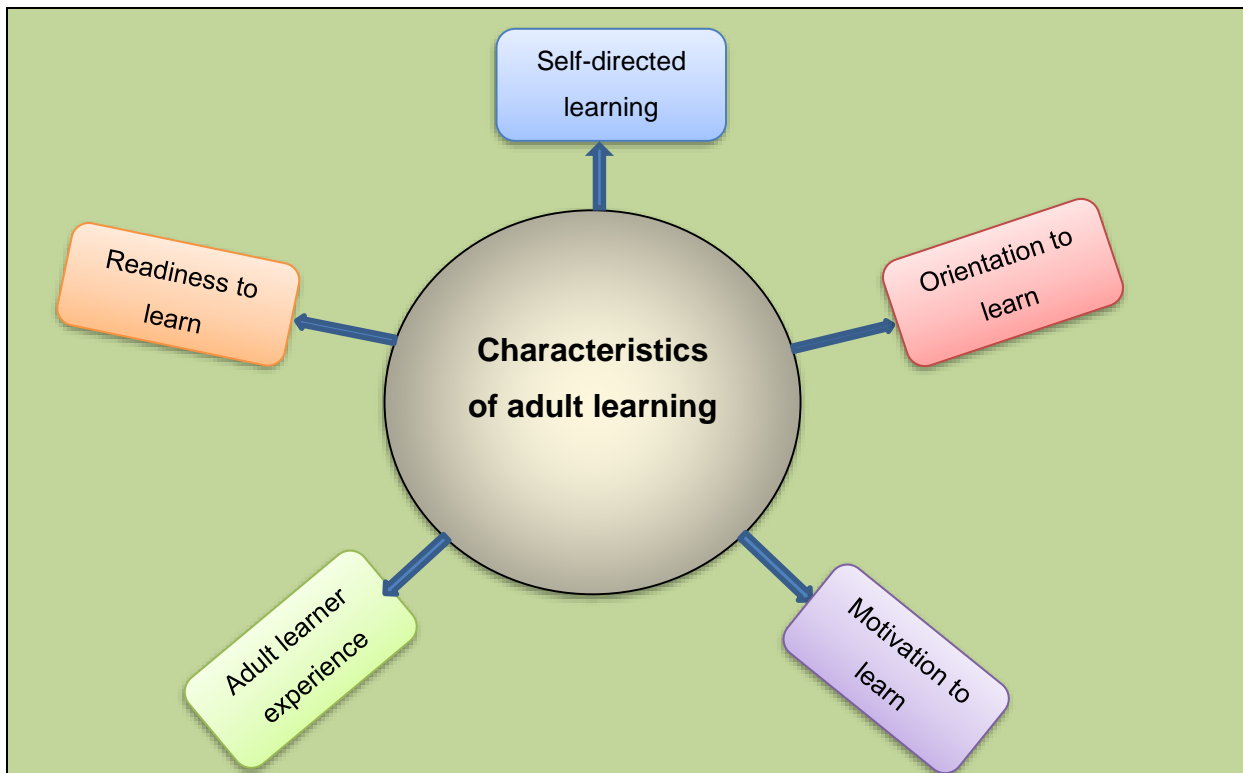 Self-directed
learning
Readiness to
learn
Orientation to
learn
Characteristics
of adult learning
Adult learner
experience
Motivation to
learn